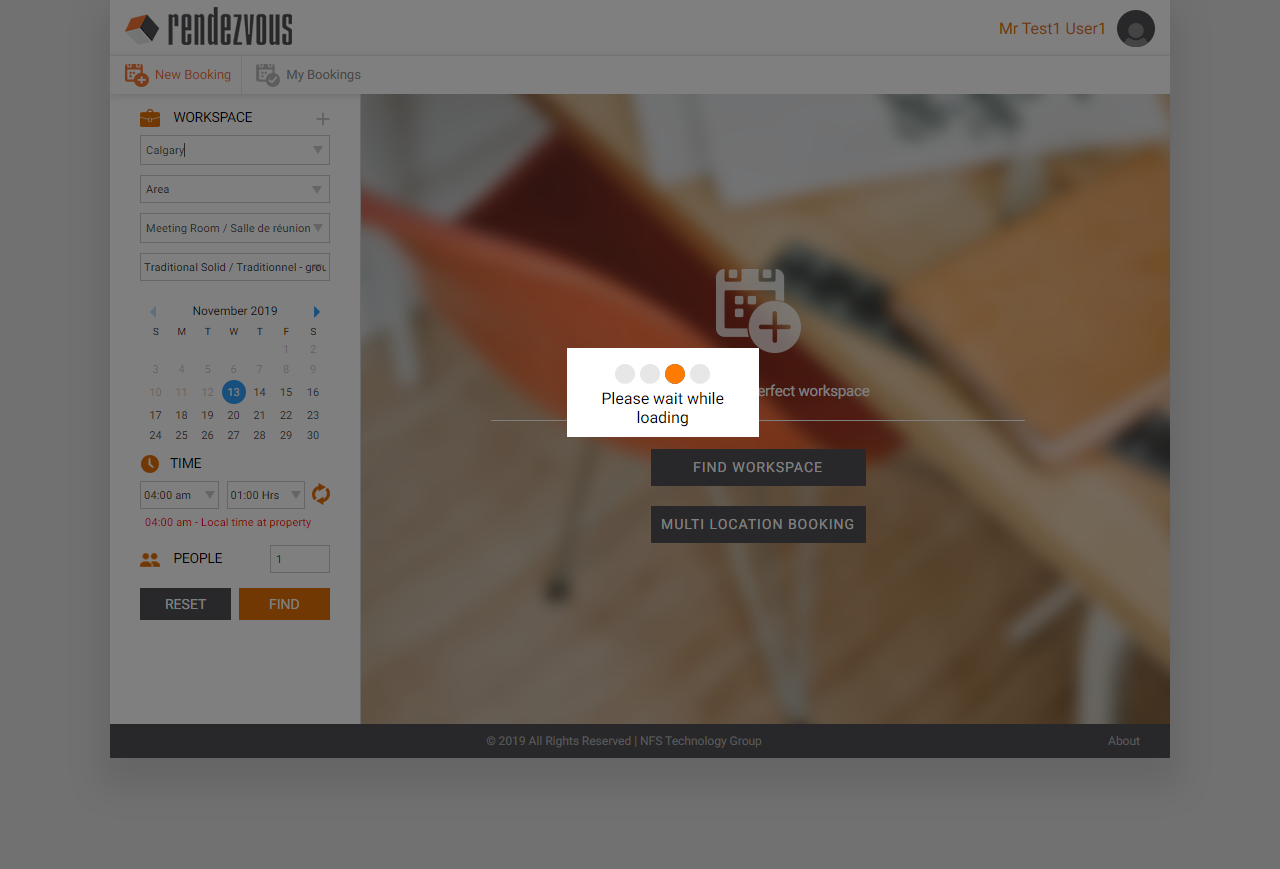 rendezvous
Mr Test1 User1
New Booking
My Bookings
WORKSPACE
Calgary
Area
Meeting Room / Salle de réunion
Traditional Solid / Traditionnel -
November 2019
S M T W T F S
1 2
3 4 5 6 7 8 9
10 11 12 13 14 15 16
17 18 19 20 21 22 23
24 25 26 27 28 29 30
TIME
04:00 am 01:00 Hrs
04:00 am - Local time at property
PEOPLE 1
RESET FIND
workspace
Please wait while
loading
FIND WORKSPACE
MULTI LOCATION BOOKING
© 2019 All Rights Reserved | NFS Technology Group
About